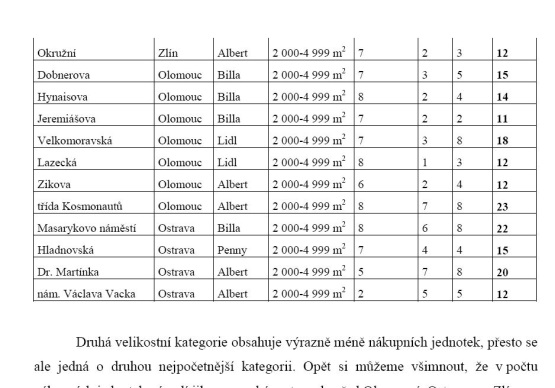 Okružní Zlín Albert 2 000-4 999 m² 7 2 3 12
Dobnerova Olomouc Billa 2 000-4 999 m² 7 3 5 15
Hynaisova Olomouc Billa 2 000-4 999 m² 8 2 4 14
Jeremiášova Olomouc Billa 2 000-4 999 m² 7 2 2 11
Velkomoravská Olomouc Lidl 2 000-4 999 m² 7 3 8 18
Lazecká Olomouc Lidl 2 000-4 999 m² 8 1 3 12
Zikova Olomouc Albert 2 000-4 999 m² 6 2 4 12
třída Kosmonautů Olomouc Albert 2 000-4 999 m² 8 7 8 23
Masarykovo náměstí Ostrava Billa 2 000-4 999 m² 8 6 8 22
Hladnovská Ostrava Penny 2 000-4 999 m² 7 4 4 15
Dr. Martínka Ostrava Albert 2 000-4 999 m² 5 7 8 20
nám. Václava Vacka Ostrava Albert 2 000-4 999 m² 2 5 5 12
Druhá velikostní kategorie obsahuje výrazně méně nákupních jednotek, přesto se
ale jedná o druhou nejpočetnější kategorii. Opět si můžeme všimnout, že v počtu